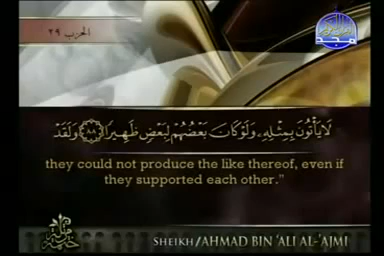 الحزب ٢٩
لَا يَأْتُونَ بِمِثْلِهِۦ وَلَوْ كَانَ بَعْضُهُمْ لِبَعْضٍ ظَهِيرًا ٨٨ وَلَقَدْ
they could not produce the like thereof, even if
they supported each other."
SHEIKH/AHMAD BIN 'ALI AL-'AJMI